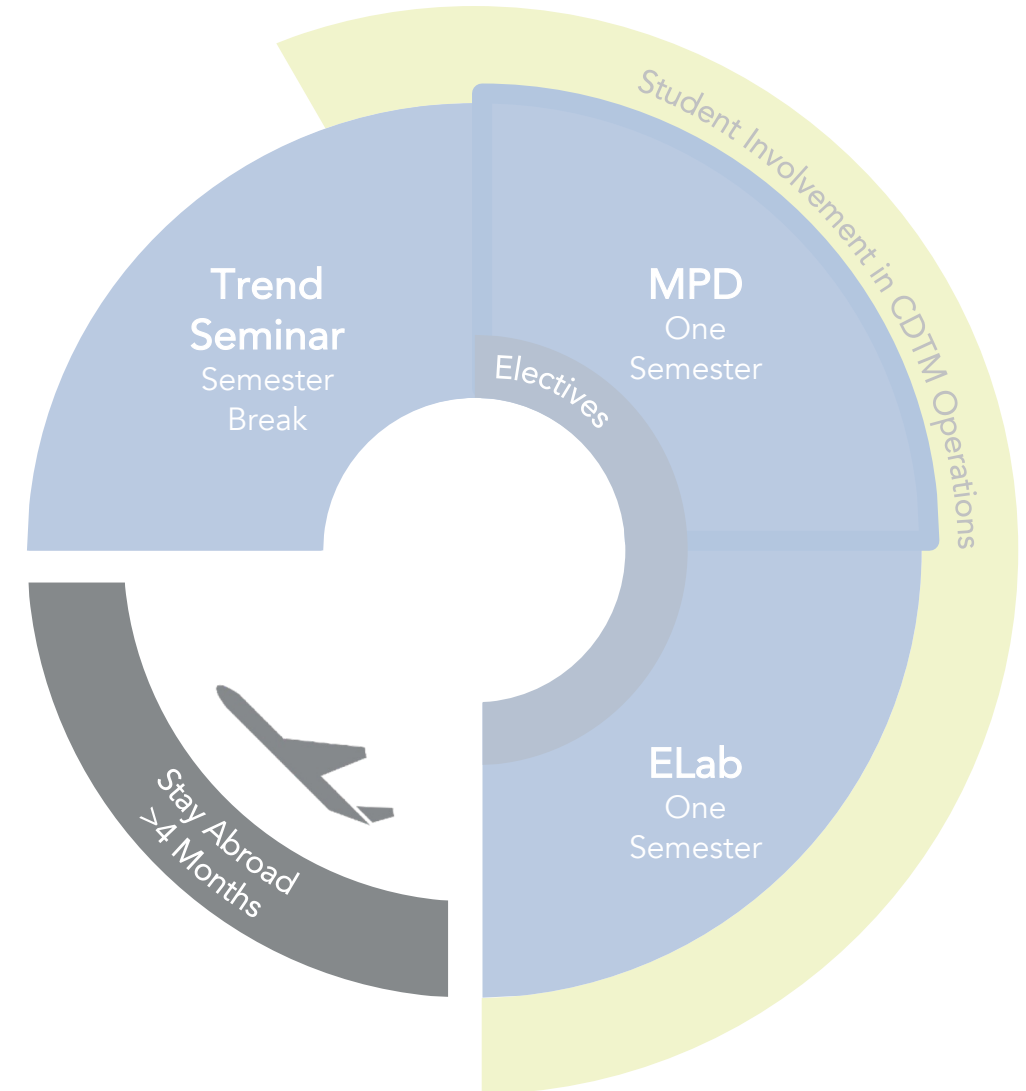 Student Involvement in CDTM Operations
Trend
Seminar
Semester
Break
MPD
One
Semester
Electives
ELab
One
Semester
Stay Abroad
>4 Months